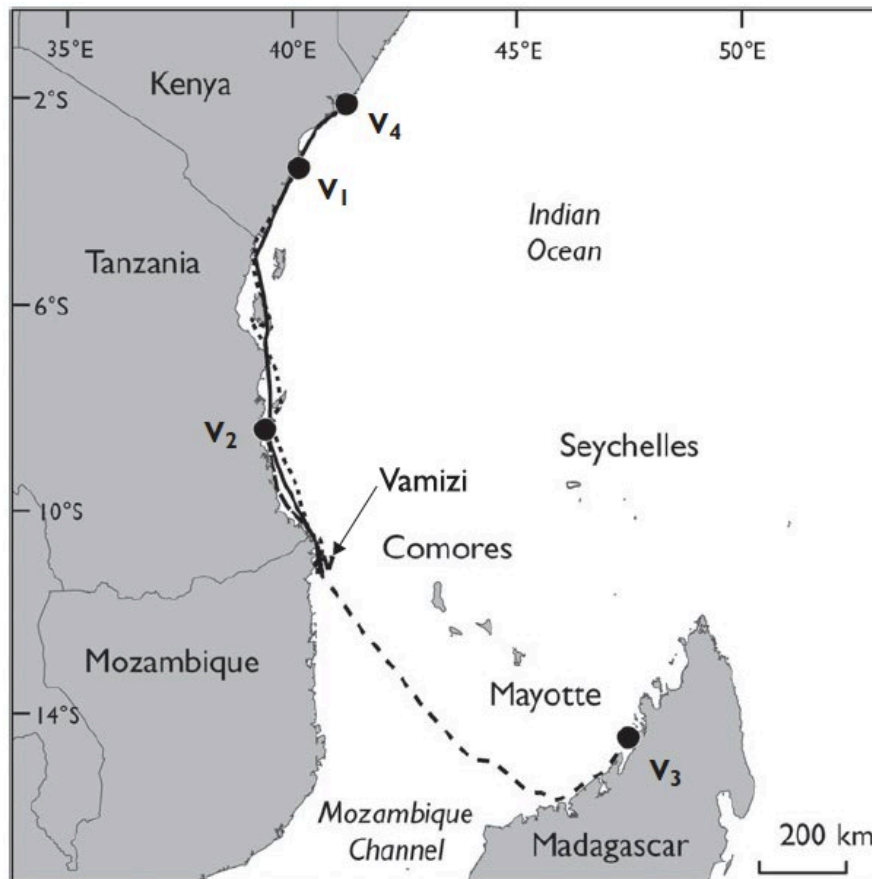 35°E 40°E 45°E 50°E
Kenya
2°S
V4
V1
Indian
Ocean
Tanzania
6°S
V2
Seychelles
Vamizi
10°S
Comores
Mozambique
Mayotte
14°S
V3
Mozambique
Channel
Madagascar
200 km